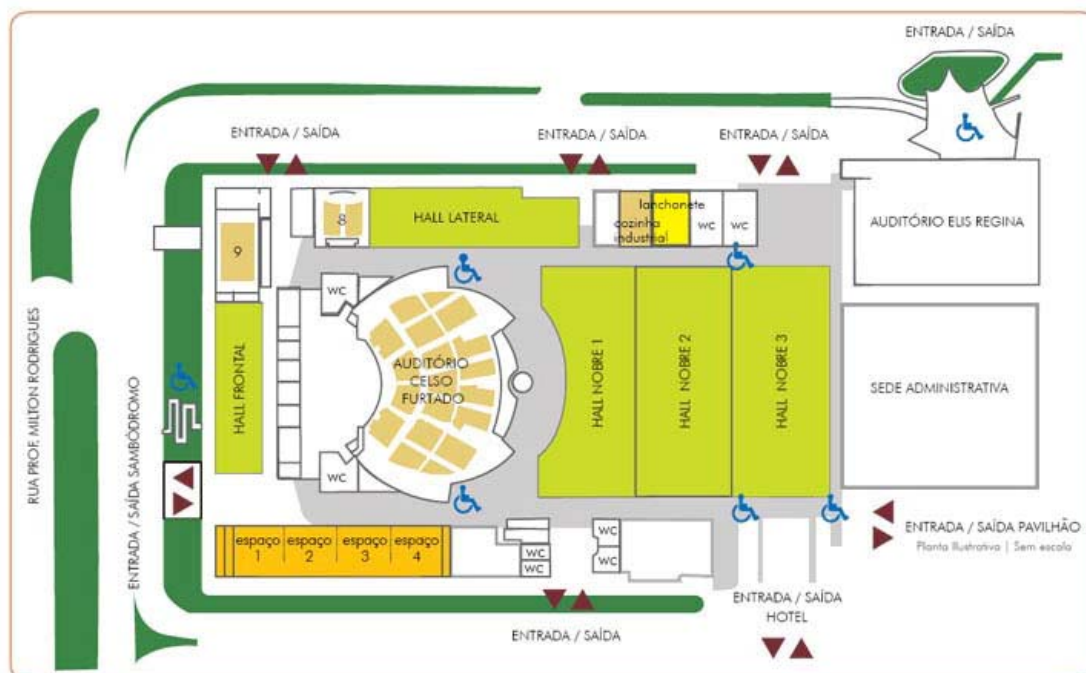 ENTRADA / SAÍDA
ENTRADA / SAÍDA
ENTRADA / SAÍDA
ENTRADA / SAÍDA
lanchonete
cozinha
industrial
wc
wc
8
HALL LATERAL
AUDITÓRIO ELIS REGINA
9
wc
RUA PROF. MILTON RODRIGUES
ENTRADA / SAÍDA SAMBÓDROMO
HALL FRONTAL
AUDITÓRIO
CELSO
FURTADO
HALL NOBRE 1
HALL NOBRE 2
HALL NOBRE 3
SEDE ADMINISTRATIVA
wc
ENTRADA / SAÍDA PAVILHÃO
Planta Ilustrativa | Sem escala
espaço
1
espaço
2
espaço
3
espaço
4
wc
wc
wc
wc
ENTRADA / SAÍDA
HOTEL
ENTRADA / SAÍDA